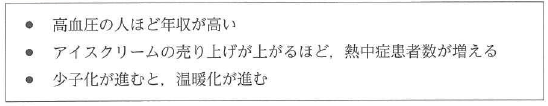 ● 高血圧の人ほど年収が高い
● アイスクリームの売り上げが上がるほど，熱中症患者数が増える
● 少子化が進むと，温暖化が進む